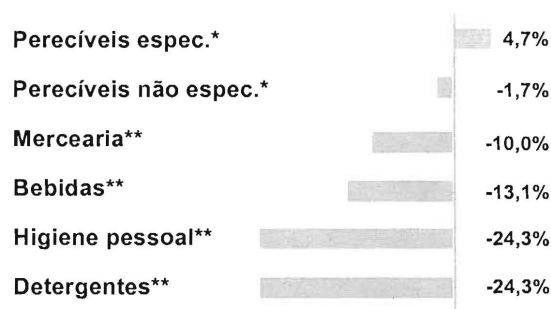 Perecíveis espec.* 4,7%
Perecíveis não espec.* -1,7%
Mercearia** -10,0%
Bebidas** -13,1%
Higiene pessoal** -24,3%
Detergentes** -24,3%